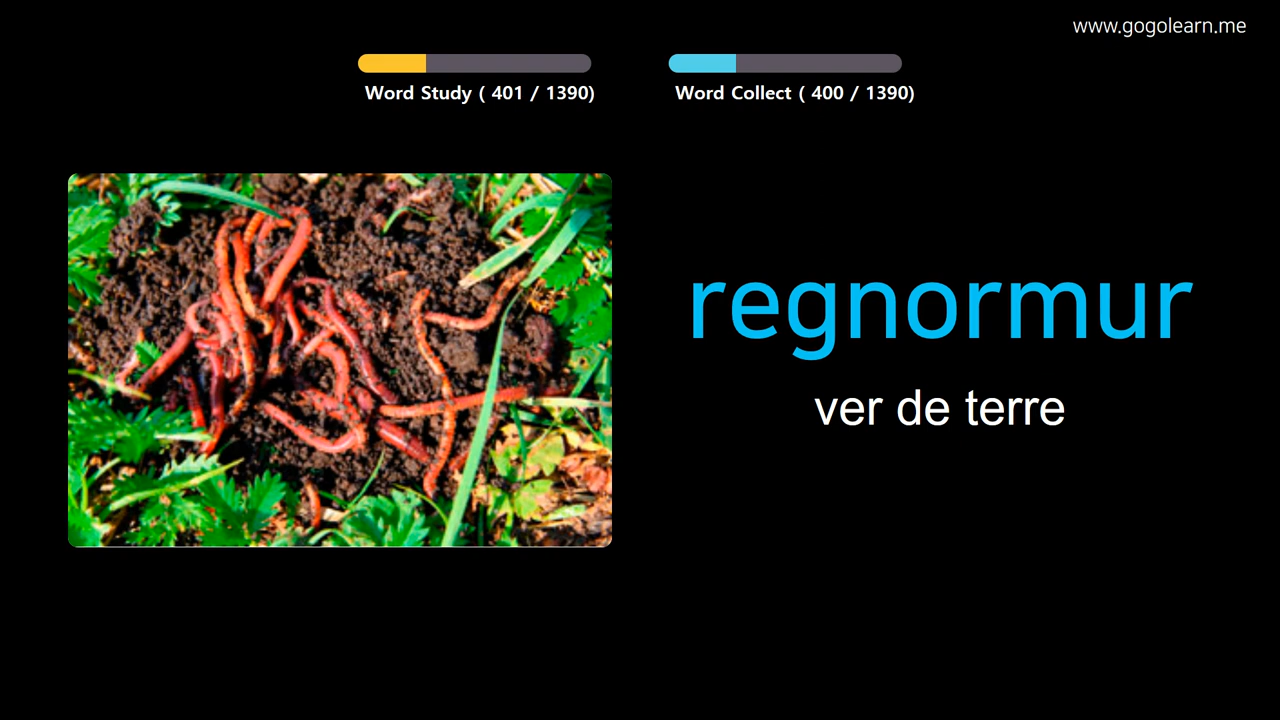 www.gogolearn.me
Word Study ( 401 / 1390)
Word Collect ( 400 / 1390)
regnormur
ver de terre